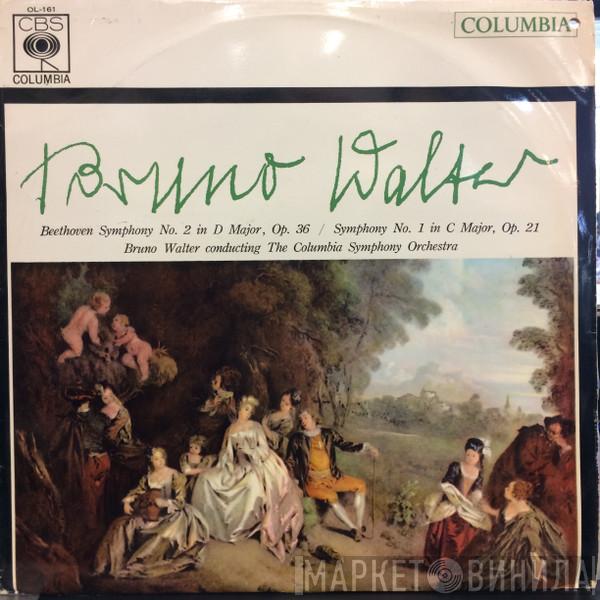 OL-161
CBS
COLUMBIA
COLUMBIA
Bruno Walter
Beethoven Symphony No. 2 in D Major, Op. 36 / Symphony No. 1 in C Major, Op. 21
Bruno Walter conducting The Columbia Symphony Orchestra
МАРКЕТ ВИНИЛА